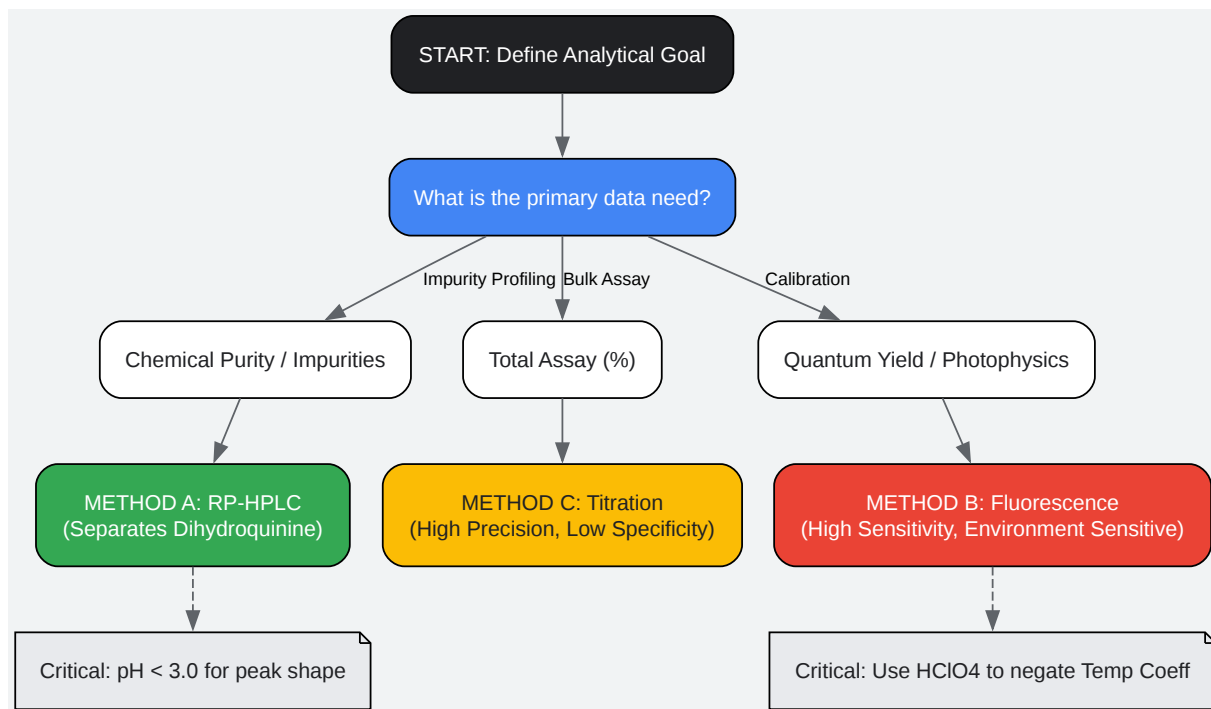 START: Define Analytical Goal
What is the primary data need?
Impurity Profiling
Bulk Assay
Calibration
Chemical Purity / Impurities
Total Assay (%)
Quantum Yield / Photophysics
METHOD A: RP-HPLC
(Separates Dihydroquinine)
METHOD C: Titration
(High Precision, Low Specificity)
METHOD B: Fluorescence
(High Sensitivity, Environment Sensitive)
Critical: pH < 3.0 for peak shape
Critical: Use HClO4 to negate Temp Coeff